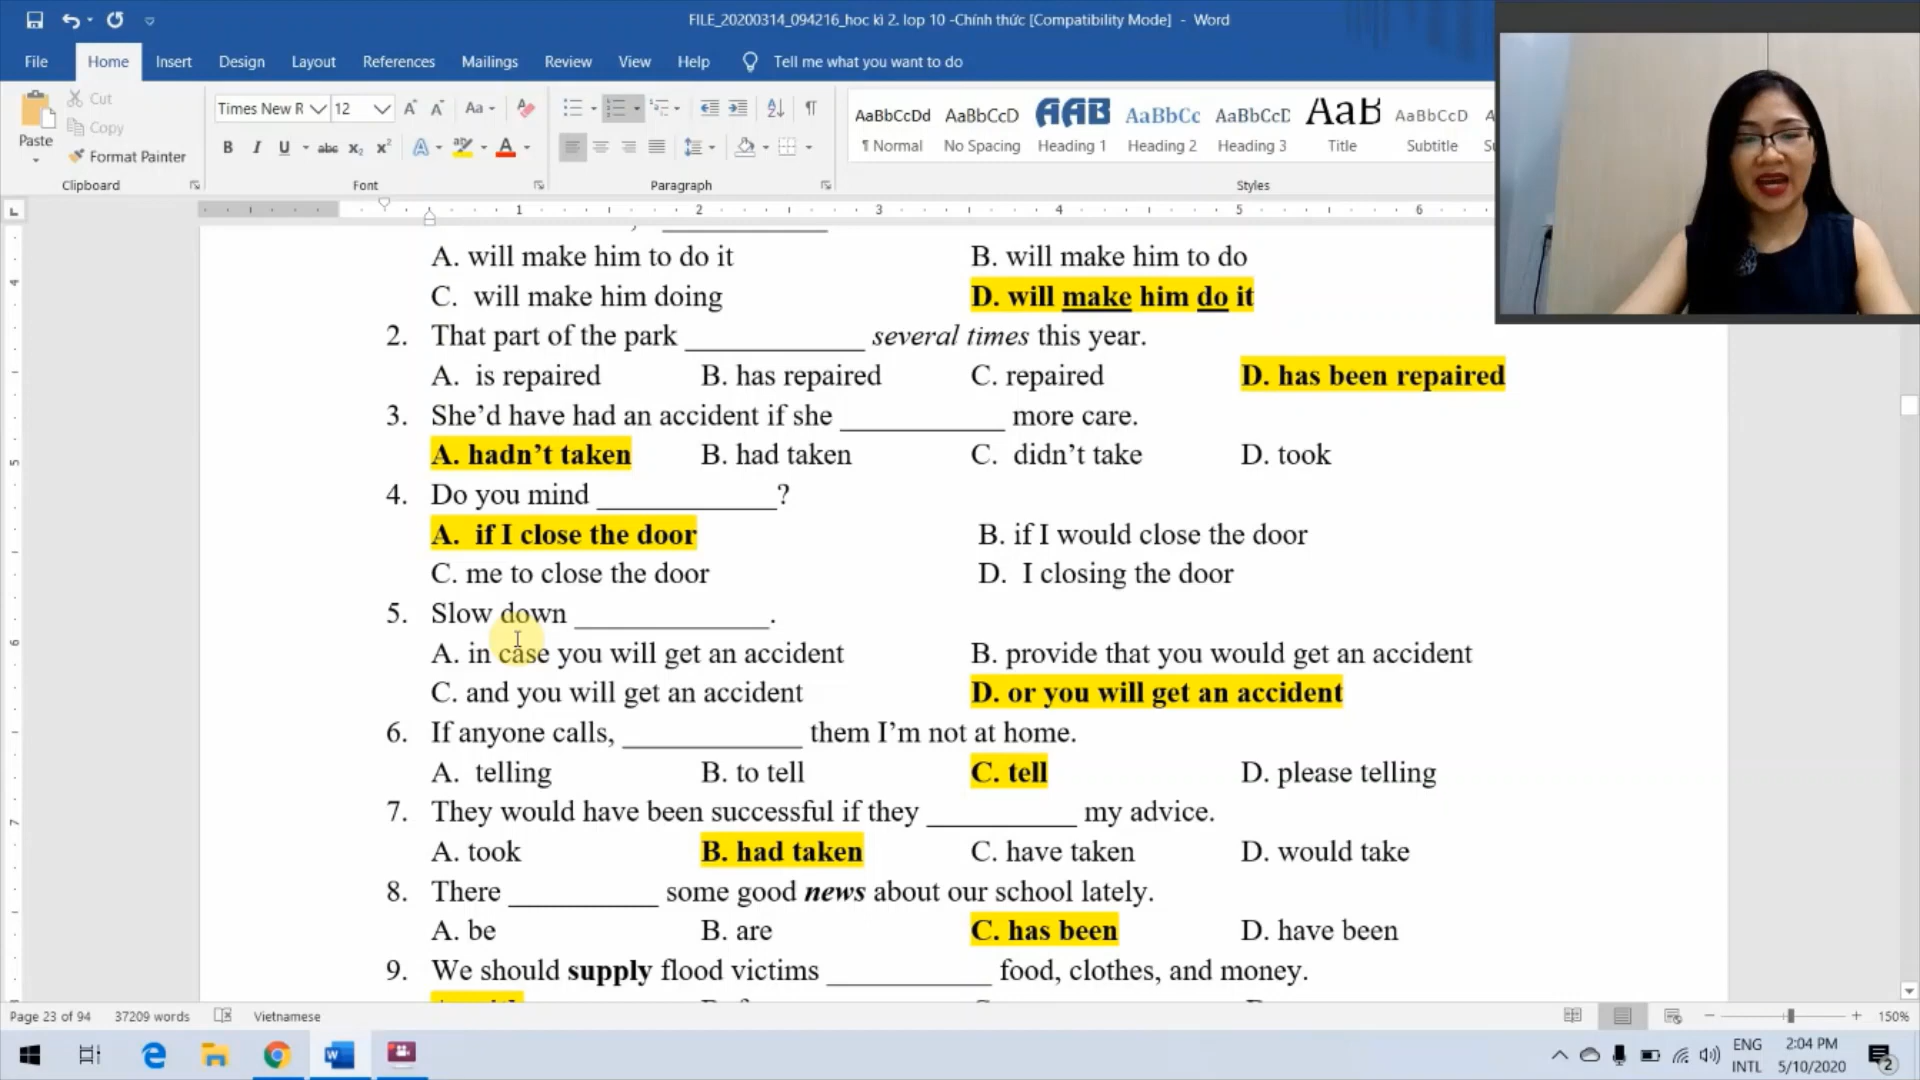 FILE_20200314_094216_hoc kì 2. lop 10 -Chính thức [Compatibility Mode] - Word
File Home Insert Design Layout References Mailings Review View Help Tell me what you want to do
Paste
Cut
Copy
Format Painter
Clipboard
Times New R 12
Font
Paragraph
AaBbCcDd AaBbCcD AAB AaBbCc AaBbCcD AaB AaBbCcD
¶ Normal No Spacing Heading 1 Heading 2 Heading 3 Title Subtitle
Styles
1 2 3 4 5 6
A. will make him to do it B. will make him to do
C. will make him doing D. will make him do it
2. That part of the park ____________ several times this year.
A. is repaired B. has repaired C. repaired D. has been repaired
3. She’d have had an accident if she ___________ more care.
A. hadn’t taken B. had taken C. didn’t take D. took
4. Do you mind ____________?
A. if I close the door B. if I would close the door
C. me to close the door D. I closing the door
5. Slow down _____________.
A. in case you will get an accident B. provide that you would get an accident
C. and you will get an accident D. or you will get an accident
6. If anyone calls, ____________ them I’m not at home.
A. telling B. to tell C. tell D. please telling
7. They would have been successful if they __________ my advice.
A. took B. had taken C. have taken D. would take
8. There __________ some good news about our school lately.
A. be B. are C. has been D. have been
9. We should supply flood victims ___________ food, clothes, and money.
Page 23 of 94 37209 words Vietnamese 150%
ENG 2:04 PM
INTL 5/10/2020 2